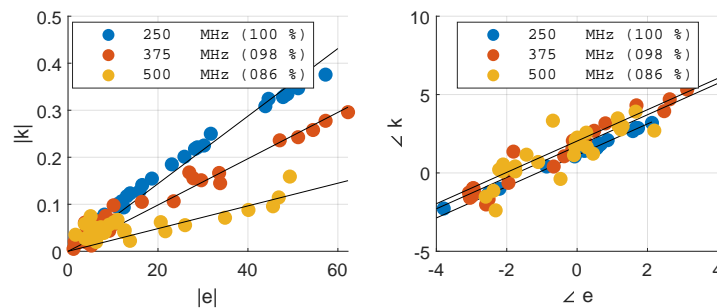 0.5
0.4
0.3
0.2
0.1
0
0
20
40
60
|k|
|e|
250 MHz (100 %)
375 MHz (098 %)
500 MHz (086 %)
10
5
0
-5
-4
-2
0
2
4
∠ k
∠ e
250 MHz (100 %)
375 MHz (098 %)
500 MHz (086 %)